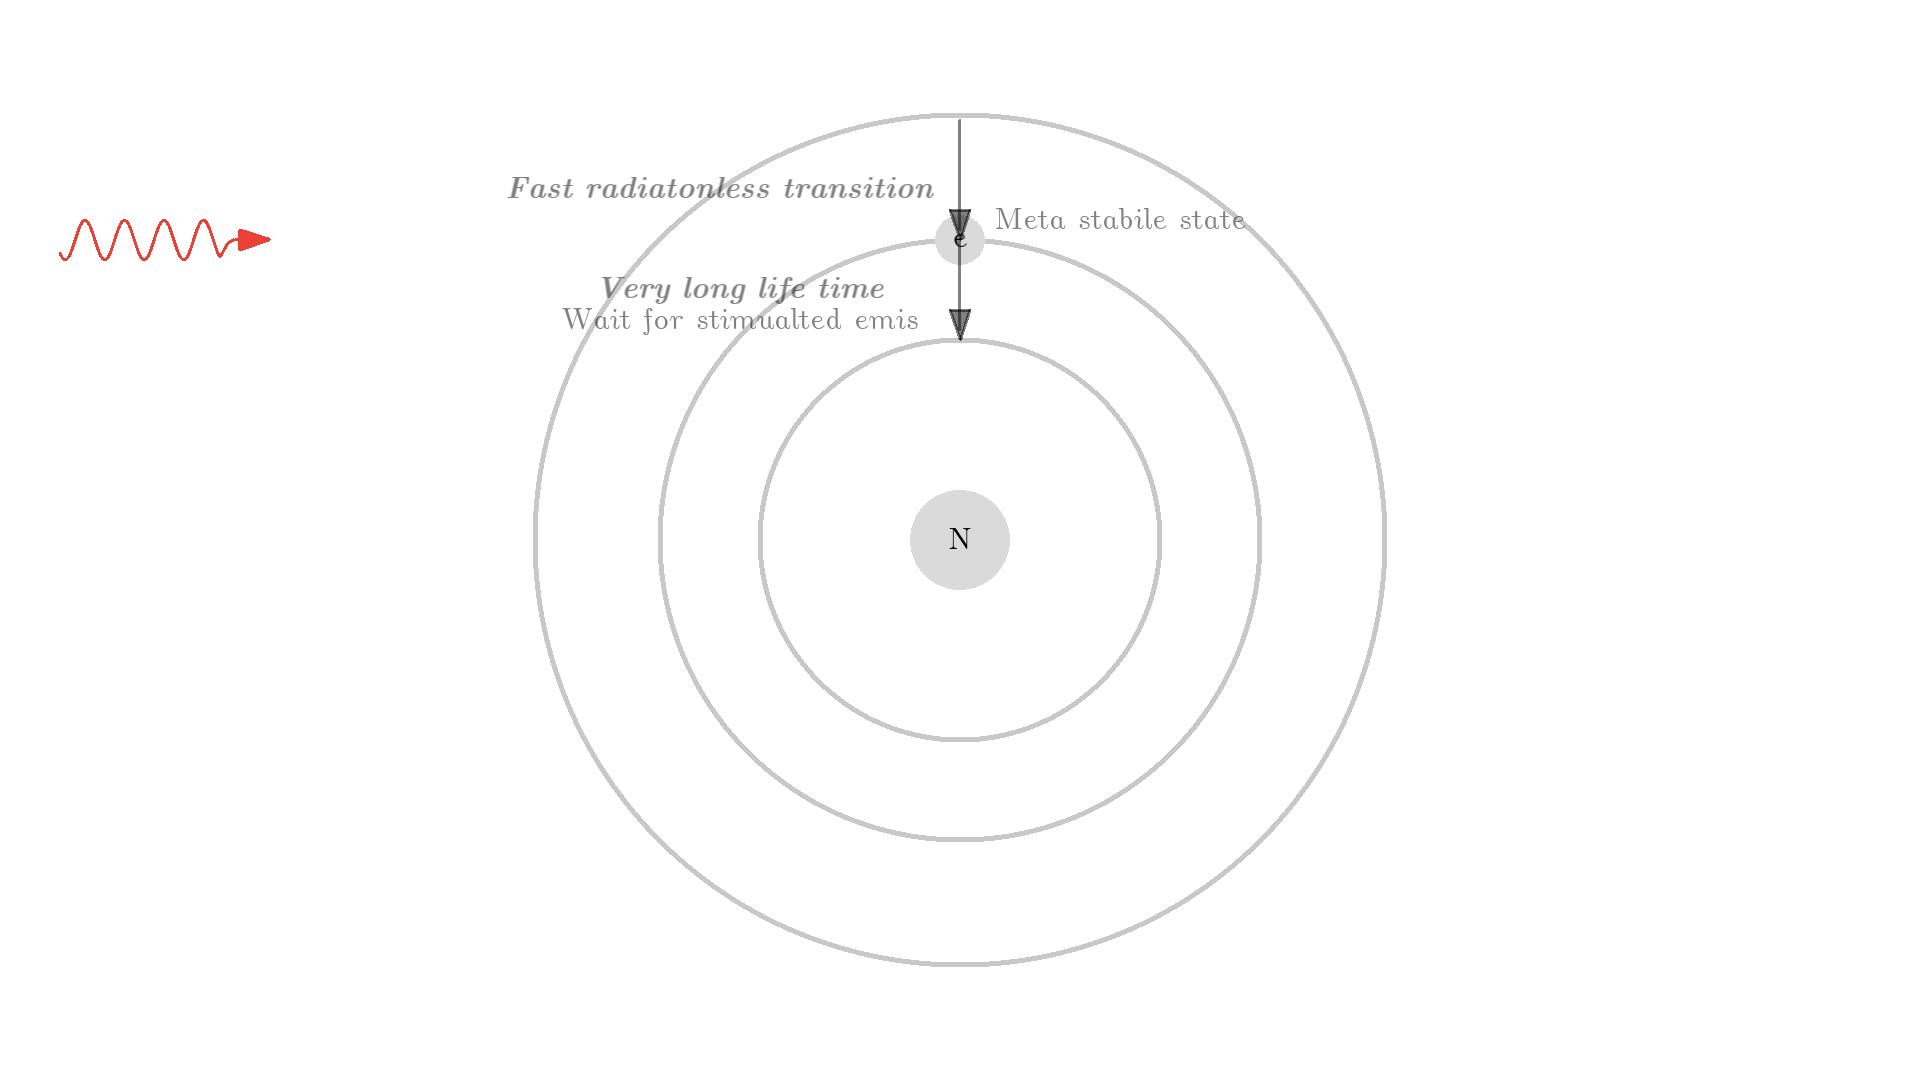 Fast radiatonless transition
Meta stabile state
e
Very long life time
Wait for stimualted emis
N